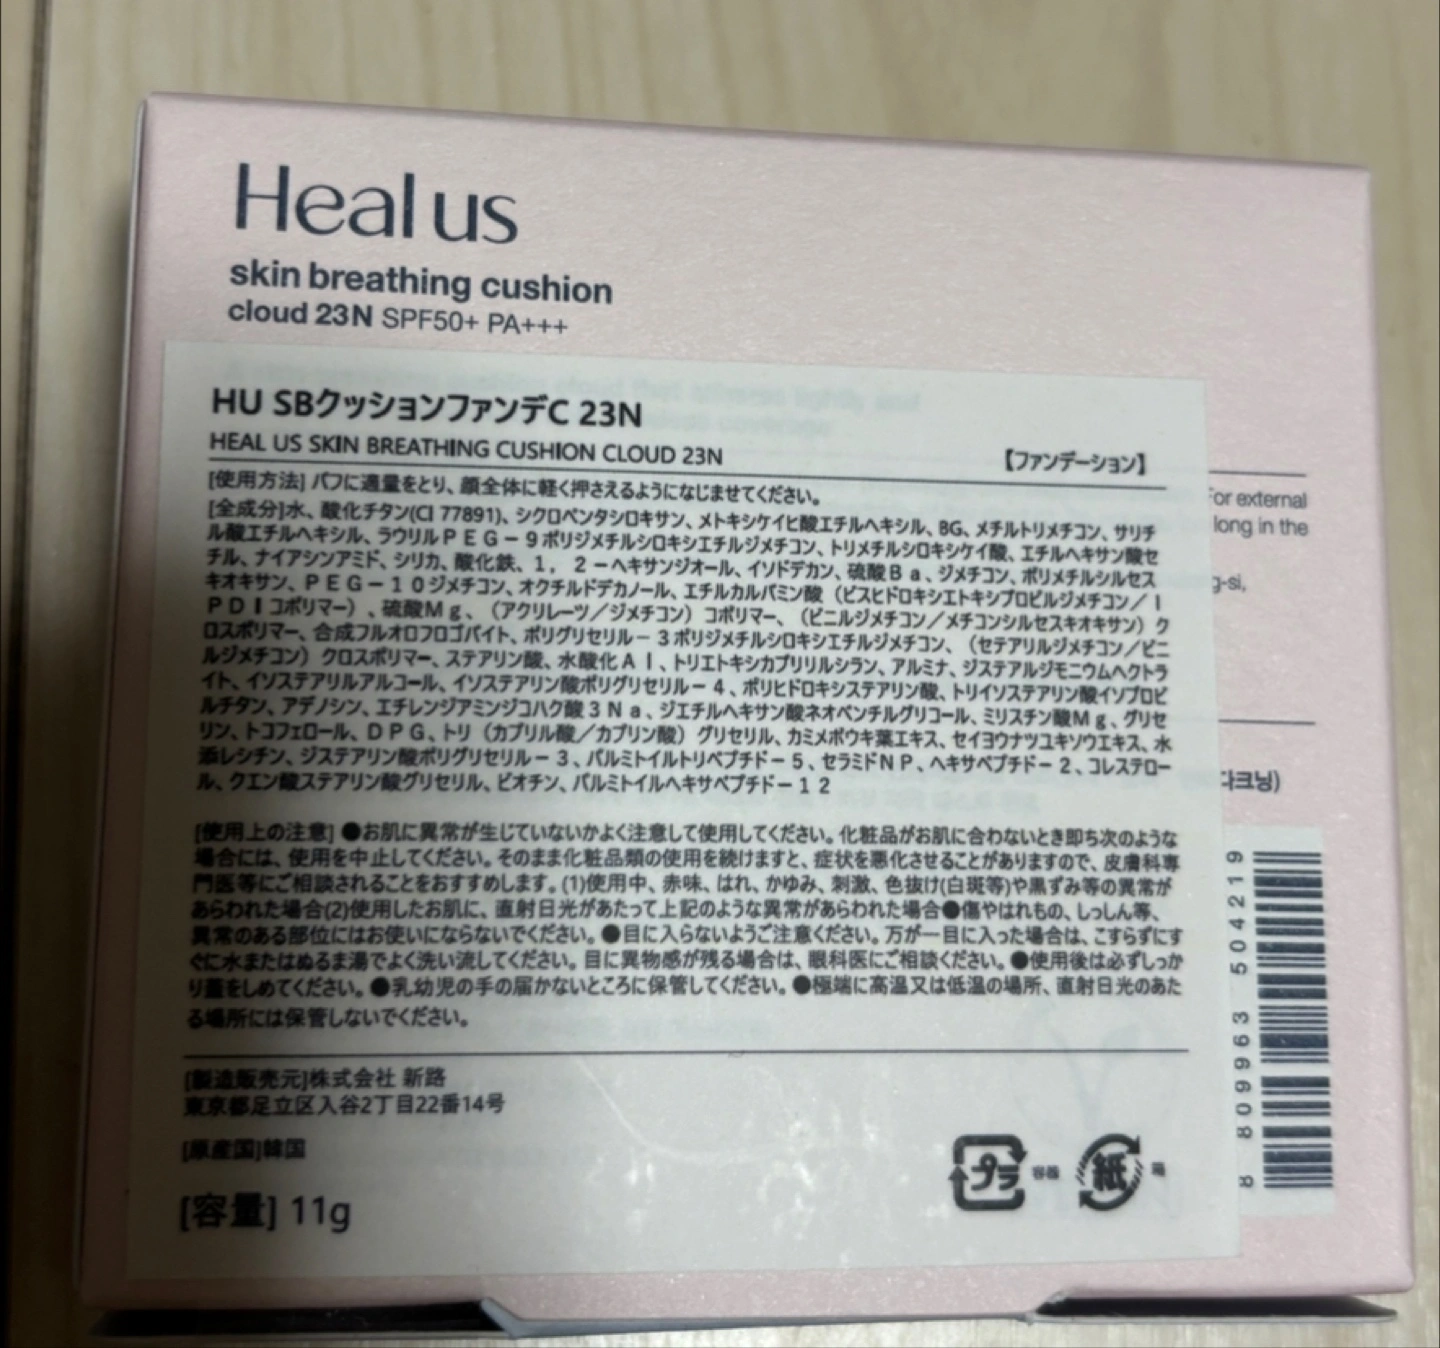 Heal us
skin breathing cushion
cloud 23N SPF50+ PA+++
HU SBクッションファンデC 23N
HEAL US SKIN BREATHING CUSHION CLOUD 23N
【ファンデーション】
[使用方法] パフに適量をとり、顔全体に軽く押さえるようになじませてください。
[全成分]水、酸化チタン(CI 77891)、シクロペンタシロキサン、メトキシケイヒ酸エチルヘキシル、BG、メチルトリメチコン、サリチ
ル酸エチルヘキシル、ラウリルＰＥＧ－９ポリジメチルシロキシエチルジメチコン、トリメチルシロキシケイ酸、エチルヘキサン酸セ
チル、ナイアシンアミド、シリカ、酸化鉄、１，２－ヘキサンジオール、イソドデカン、硫酸Ｂａ、ジメチコン、ポリメチルシルセス
キオキサン、ＰＥＧ－１０ジメチコン、オクチルドデカノール、エチルカルバミン酸（ビスヒドロキシエトキシプロピルジメチコン／Ｉ
ＰＤＩコポリマー）、硫酸Ｍｇ、（アクリレーツ／ジメチコン）コポリマー、（ビニルジメチコン／メチコンシルセスキオキサン）ク
ロスポリマー、合成フルオロフロゴパイト、ポリグリセリル－３ポリジメチルシロキシエチルジメチコン、（セテアリルジメチコン／ビニ
ルジメチコン）クロスポリマー、ステアリン酸、水酸化Ａｌ、トリエトキシカプリリルシラン、アルミナ、ジステアルジモニウムヘクトラ
イト、イソステアリルアルコール、イソステアリン酸ポリグリセリル－４、ポリヒドロキシステアリン酸、トリイソステアリン酸イソプロピ
ルチタン、アデノシン、エチレンジアミンジコハク酸３Ｎａ、ジエチルヘキサン酸ネオペンチルグリコール、ミリスチン酸Ｍｇ、グリセ
リン、トコフェロール、ＤＰＧ、トリ（カプリル酸／カプリン酸）グリセリル、カミメボウキ葉エキス、セイヨウナツユキソウエキス、水
添レシチン、ジステアリン酸ポリグリセリル－３、パルミトイルトリペプチド－５、セラミドＮＰ、ヘキサペプチド－２、コレステロー
ル、クエン酸ステアリン酸グリセリル、ビオチン、パルミトイルヘキサペプチド－１２
[使用上の注意] ●お肌に異常が生じていないかよく注意して使用してください。化粧品がお肌に合わないとき即ち次のような
場合には、使用を中止してください。そのまま化粧品類の使用を続けますと、症状を悪化させることがありますので、皮膚科専
門医等にご相談されることをおすすめします。(1)使用中、赤味、はれ、かゆみ、刺激、色抜け(白斑等)や黒ずみ等の異常が
あらわれた場合(2)使用したお肌に、直射日光があたって上記のような異常があらわれた場合●傷やはれもの、しっしん等、
異常のある部位にはお使いにならないでください。●目に入らないようご注意ください。万が一目に入った場合は、こすらずにす
ぐに水またはぬるま湯でよく洗い流してください。目に異物感が残る場合は、眼科医にご相談ください。●使用後は必ずしっか
り蓋をしめてください。●乳幼児の手の届かないところに保管してください。●極端に高温又は低温の場所、直射日光のあた
る場所には保管しないでください。
[製造販売元]株式会社 新路
東京都足立区入谷2丁目22番14号
[原産国]韓国
[容量] 11g
プラ 容器 紙 箱
For external
long in the
g-si,
다크닝)
8 809963 504219